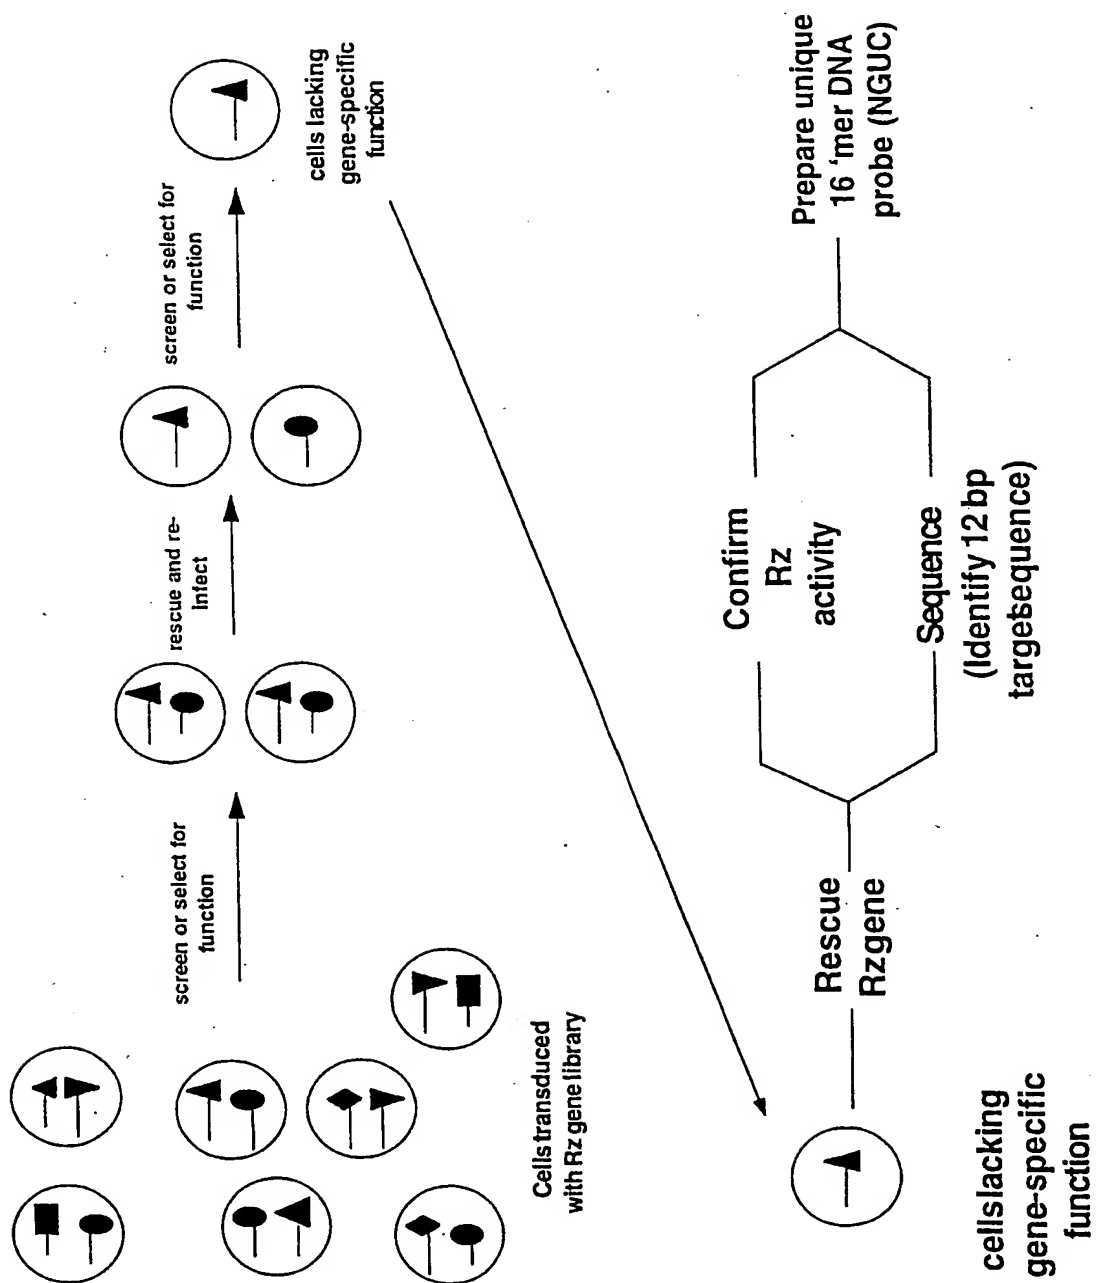 Cells transduced
with Rz gene library
screen or select for
function
rescue and re-
Infect
screen or select for
function
cells lacking
gene-specific
function
cellslacking
gene-specific
function
Rescue
Rzgene
Confirm
Rz
activity
Sequence
(Identify 12 bp
targetsequence)
Prepare unique
16 'mer DNA
probe (NGUC)